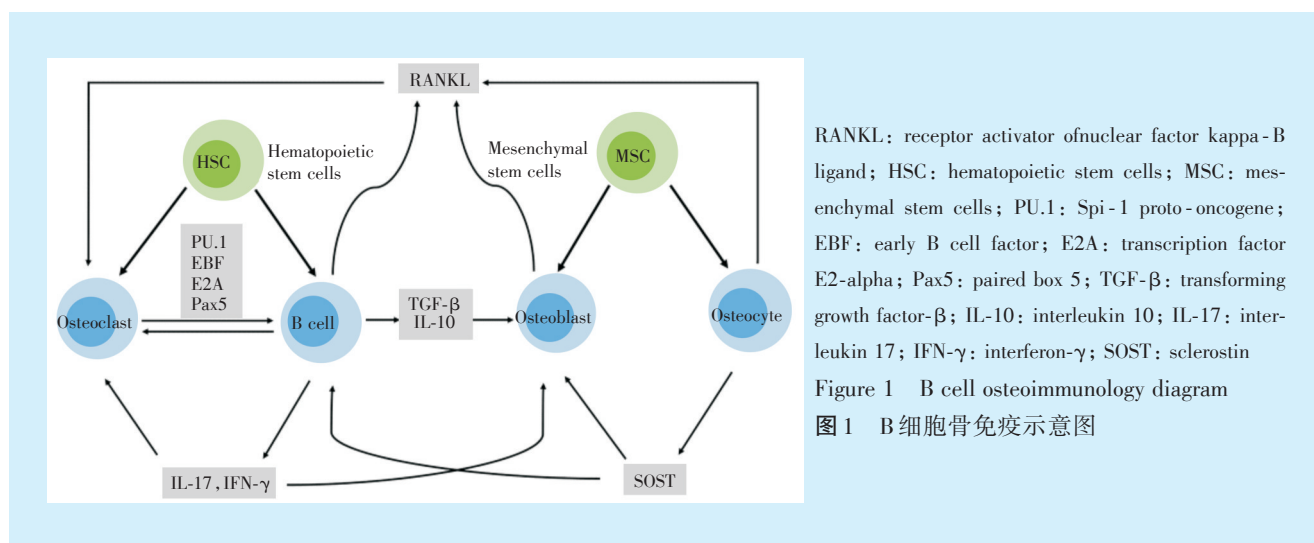 RANKL
HSC
Hematopoietic
stem cells
Mesenchymal
stem cells
MSC
PU.1
EBF
E2A
Pax5
Osteoclast
B cell
TGF-β
IL-10
Osteoblast
Osteocyte
IL-17, IFN-γ
SOST
RANKL: receptor activator ofnuclear factor kappa-B
ligand; HSC: hematopoietic stem cells; MSC: mes-
enchymal stem cells; PU.1: Spi-1 proto-oncogene;
EBF: early B cell factor; E2A: transcription factor
E2-alpha; Pax5: paired box 5; TGF-β: transforming
growth factor-β; IL-10: interleukin 10; IL-17: inter-
leukin 17; IFN-γ: interferon-γ; SOST: sclerostin
Figure 1 B cell osteoimmunology diagram
图1 B细胞骨免疫示意图